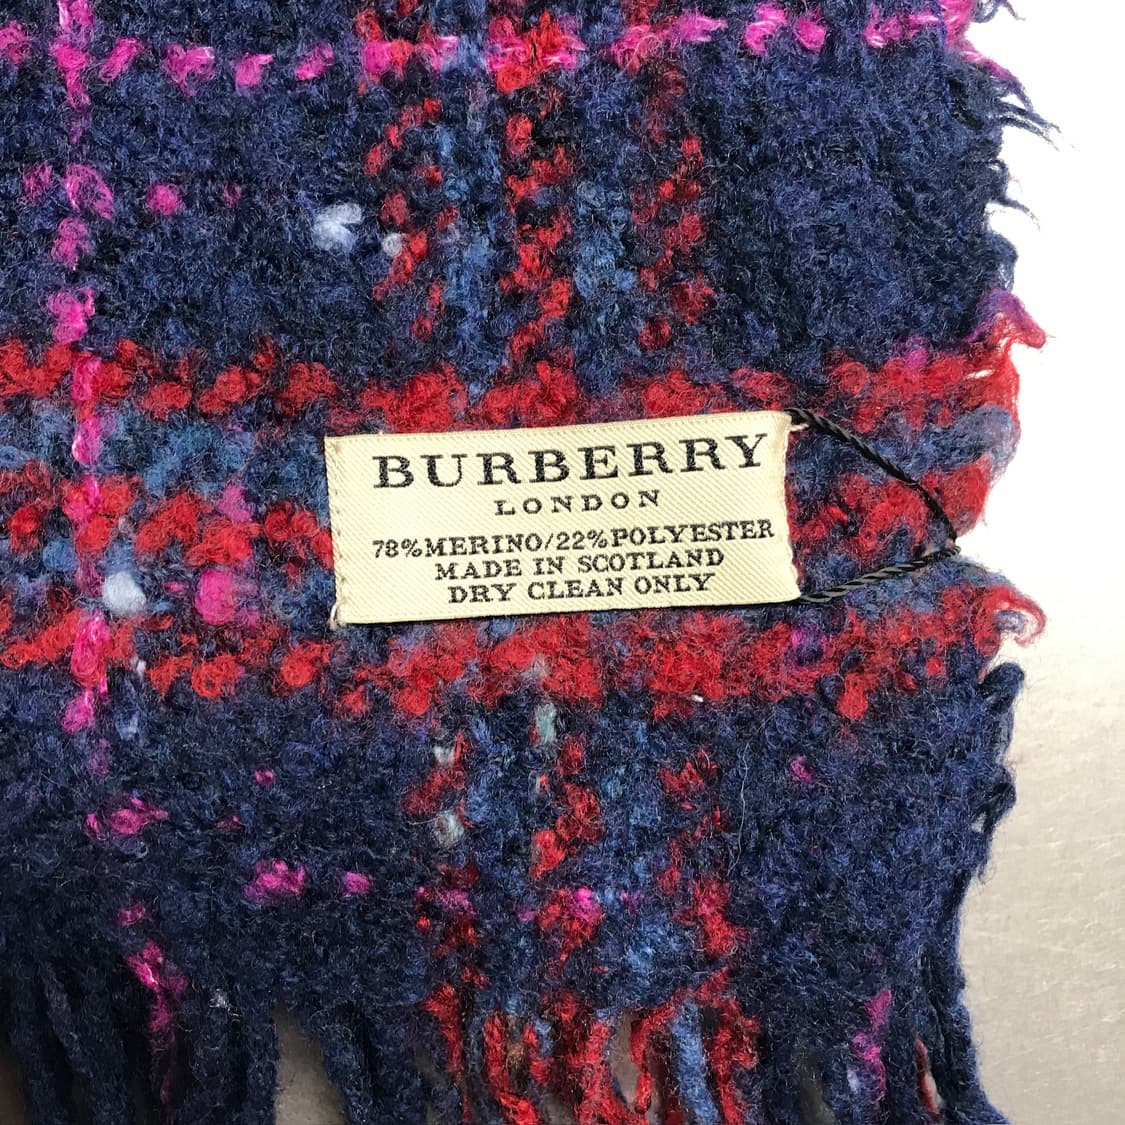 BURBERRY
LONDON
78%MERINO/22%POLYESTER
MADE IN SCOTLAND
DRY CLEAN ONLY